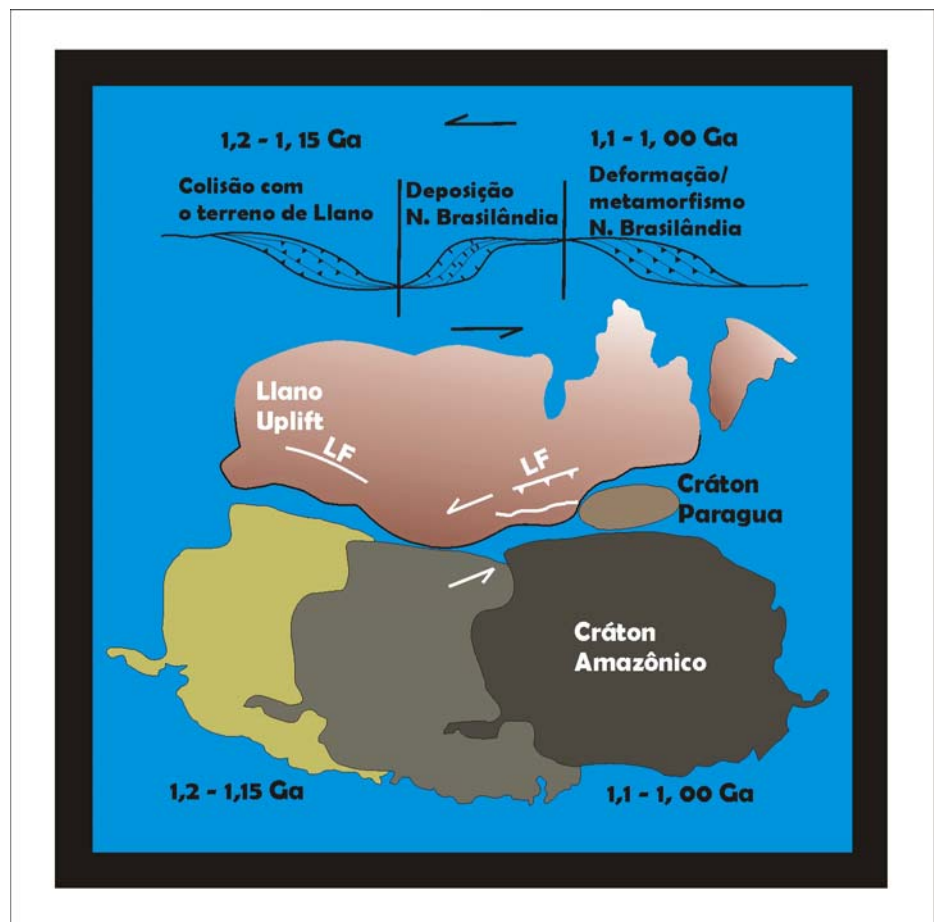 1,2 - 1, 15 Ga
1,1 - 1, 00 Ga
Colisão com
o terreno de Llano
Deposição
N. Brasilândia
Deformação/
metamorfismo
N. Brasilândia
Llano
Uplift
LF
LF
Cráton
Paragua
Cráton
Amazônico
1,2 - 1,15 Ga
1,1 - 1, 00 Ga